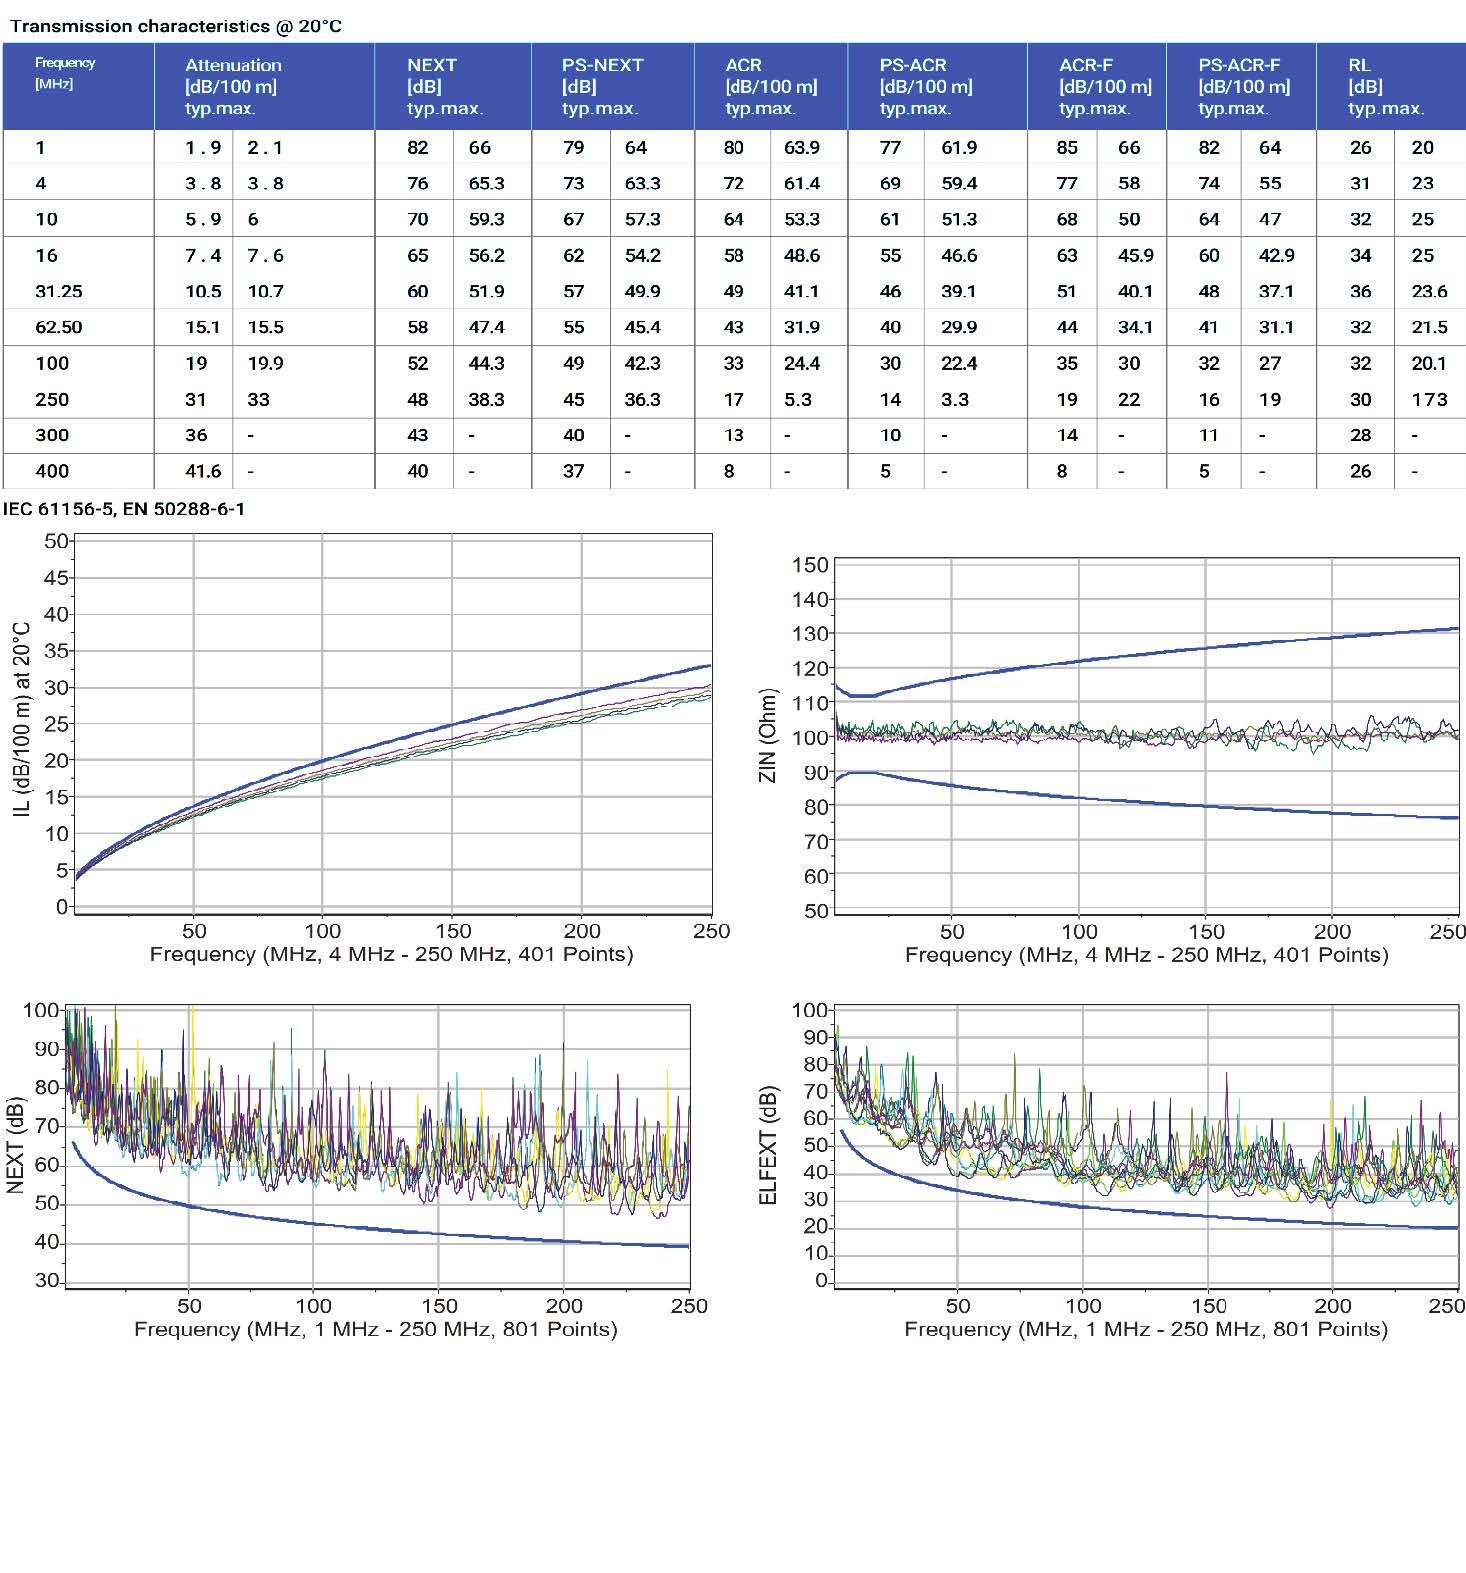 Transmission characteristics @ 20°C
Frequency [MHz] Attenuation [dB/100 m] typ.max. NEXT [dB] typ.max. PS-NEXT [dB] typ.max. ACR [dB/100 m] typ.max. PS-ACR [dB/100 m] typ.max. ACR-F [dB/100 m] typ.max. PS-ACR-F [dB/100 m] typ.max. RL [dB] typ.max.
1 1.9 2.1 82 66 79 64 80 63.9 77 61.9 85 66 82 64 26 20
4 3.8 3.8 76 65.3 73 63.3 72 61.4 69 59.4 77 58 74 55 31 23
10 5.9 6 70 59.3 67 57.3 64 53.3 61 51.3 68 50 64 47 32 25
16 7.4 7.6 65 56.2 62 54.2 58 48.6 55 46.6 63 45.9 60 42.9 34 25
31.25 10.5 10.7 60 51.9 57 49.9 49 41.1 46 39.1 51 40.1 48 37.1 36 23.6
62.50 15.1 15.5 58 47.4 55 45.4 43 31.9 40 29.9 44 34.1 41 31.1 32 21.5
100 19 19.9 52 44.3 49 42.3 33 24.4 30 22.4 35 30 32 27 32 20.1
250 31 33 48 38.3 45 36.3 17 5.3 14 3.3 19 22 16 19 30 173
300 36 - 43 - 40 - 13 - 10 - 14 - 11 - 28 -
400 41.6 - 40 - 37 - 8 - 5 - 8 - 5 - 26 -
IEC 61156-5, EN 50288-6-1
IL (dB/100 m) at 20°C
50
45
40
35
30
25
20
15
10
5
0
50 100 150 200 250
Frequency (MHz, 4 MHz - 250 MHz, 401 Points)
ZIN (Ohm)
150
140
130
120
110
100
90
80
70
60
50
50 100 150 200 250
Frequency (MHz, 4 MHz - 250 MHz, 401 Points)
NEXT (dB)
100
90
80
70
60
50
40
30
50 100 150 200 250
Frequency (MHz, 1 MHz - 250 MHz, 801 Points)
ELFEXT (dB)
100
90
80
70
60
50
40
30
20
10
0
50 100 150 200 250
Frequency (MHz, 1 MHz - 250 MHz, 801 Points)